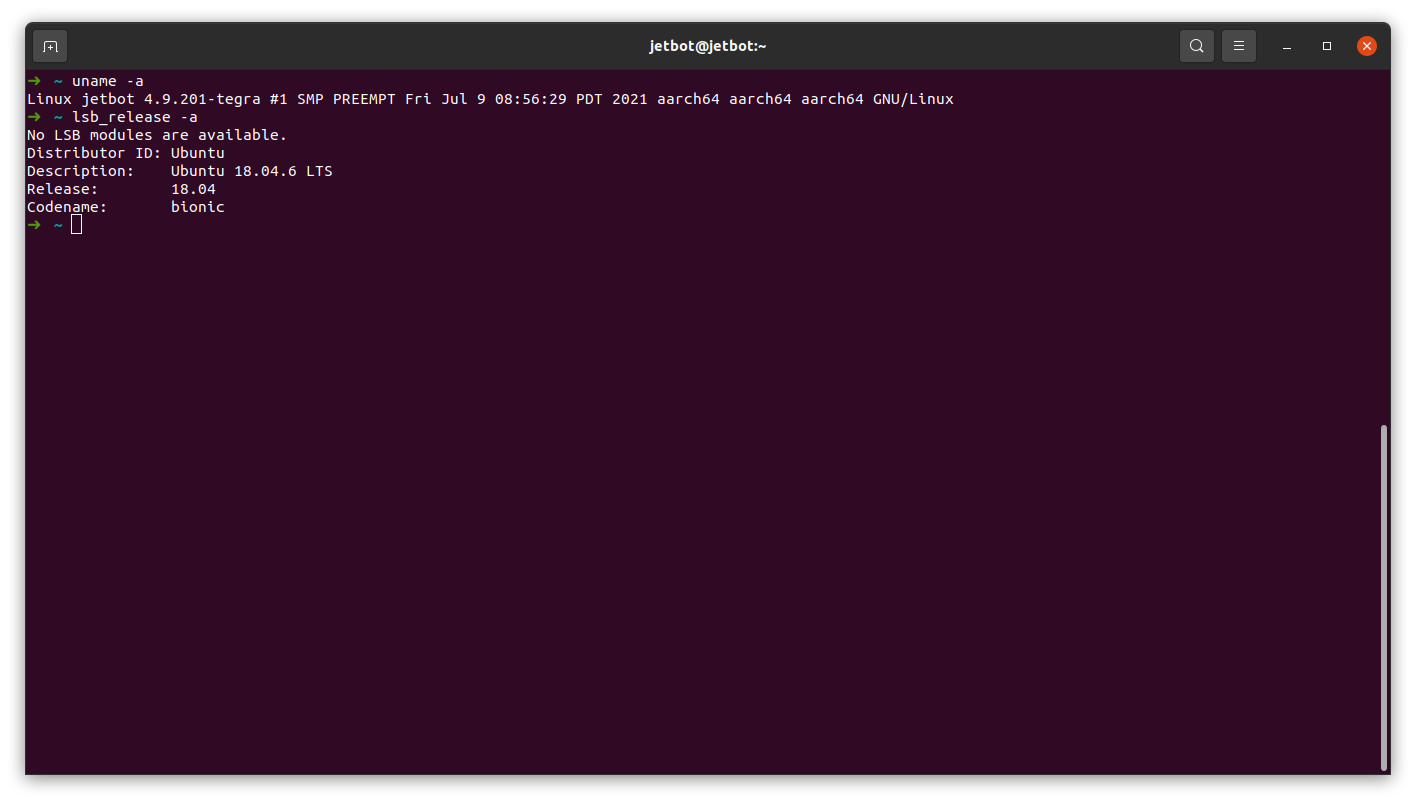 jetbot@jetbot:~
➜ ~ uname -a
Linux jetbot 4.9.201-tegra #1 SMP PREEMPT Fri Jul 9 08:56:29 PDT 2021 aarch64 aarch64 aarch64 GNU/Linux
➜ ~ lsb_release -a
No LSB modules are available.
Distributor ID: Ubuntu
Description:    Ubuntu 18.04.6 LTS
Release:        18.04
Codename:       bionic
➜ ~